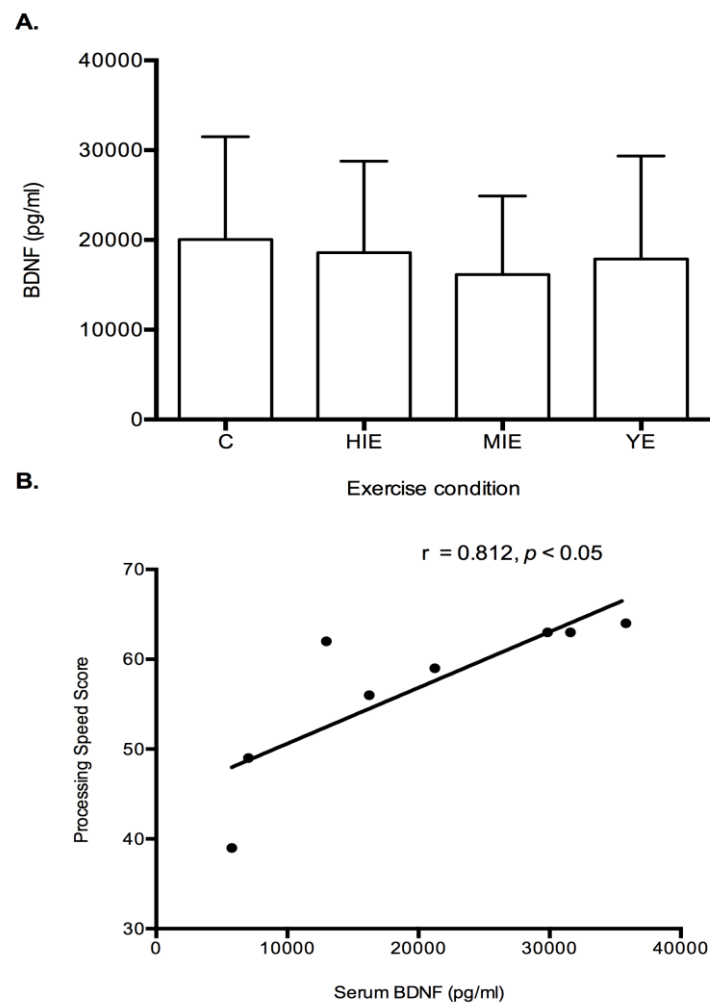 A.
40000
30000
20000
10000
0
BDNF (pg/ml)
C HIE MIE YE
Exercise condition
B.
r = 0.812, p < 0.05
70
60
50
40
30
Processing Speed Score
0 10000 20000 30000 40000
Serum BDNF (pg/ml)